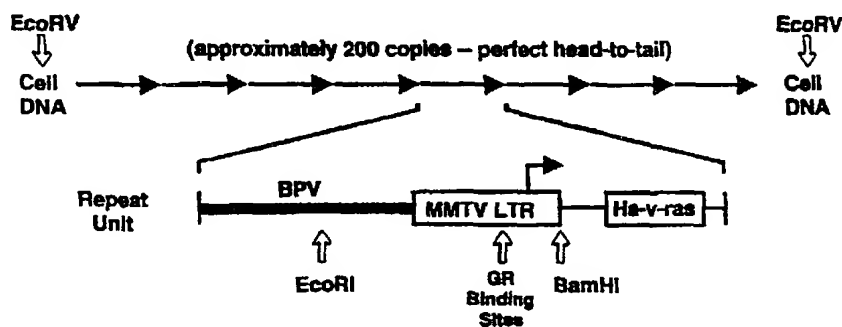 EcoRV
EcoRV
(approximately 200 copies – perfect head-to-tail)
Cell
DNA
Cell
DNA
Repeat
Unit
BPV
MMTV LTR
Ha-v-ras
EcoRI
GR
Binding
Sites
BamHI